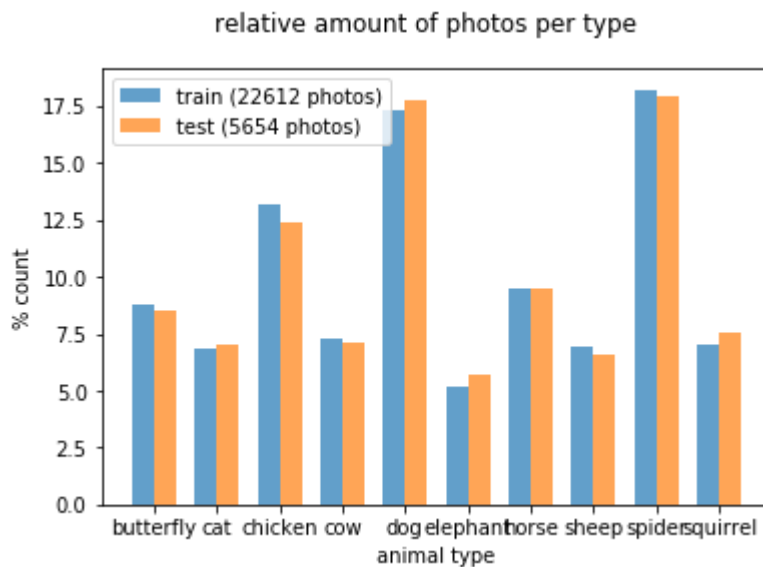 relative amount of photos per type
train (22612 photos)
test (5654 photos)
17.5
15.0
12.5
10.0
7.5
5.0
2.5
0.0
% count
butterfly cat chicken cow dog elephant horse sheep spider squirrel
animal type